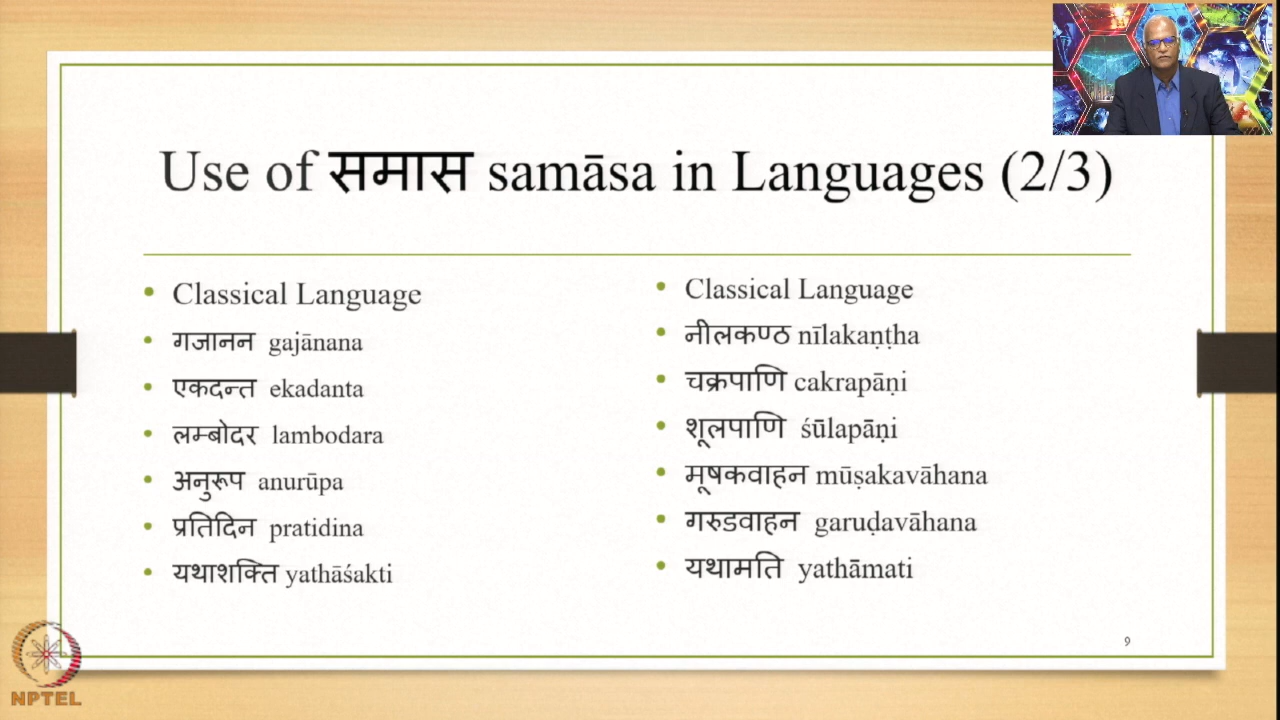 Use of समास samāsa in Languages (2/3)
• Classical Language
• गजानन gajānana
• एकदन्त ekadanta
• लम्बोदर lambodara
• अनुरूप anurūpa
• प्रतिदिन pratidina
• यथाशक्ति yathāśakti
• Classical Language
• नीलकण्ठ nīlakaṇṭha
• चक्रपाणि cakrapāṇi
• शूलपाणि śūlapāṇi
• मूषकवाहन mūṣakavāhana
• गरुडवाहन garuḍavāhana
• यथामति yathāmati
9
NPTEL